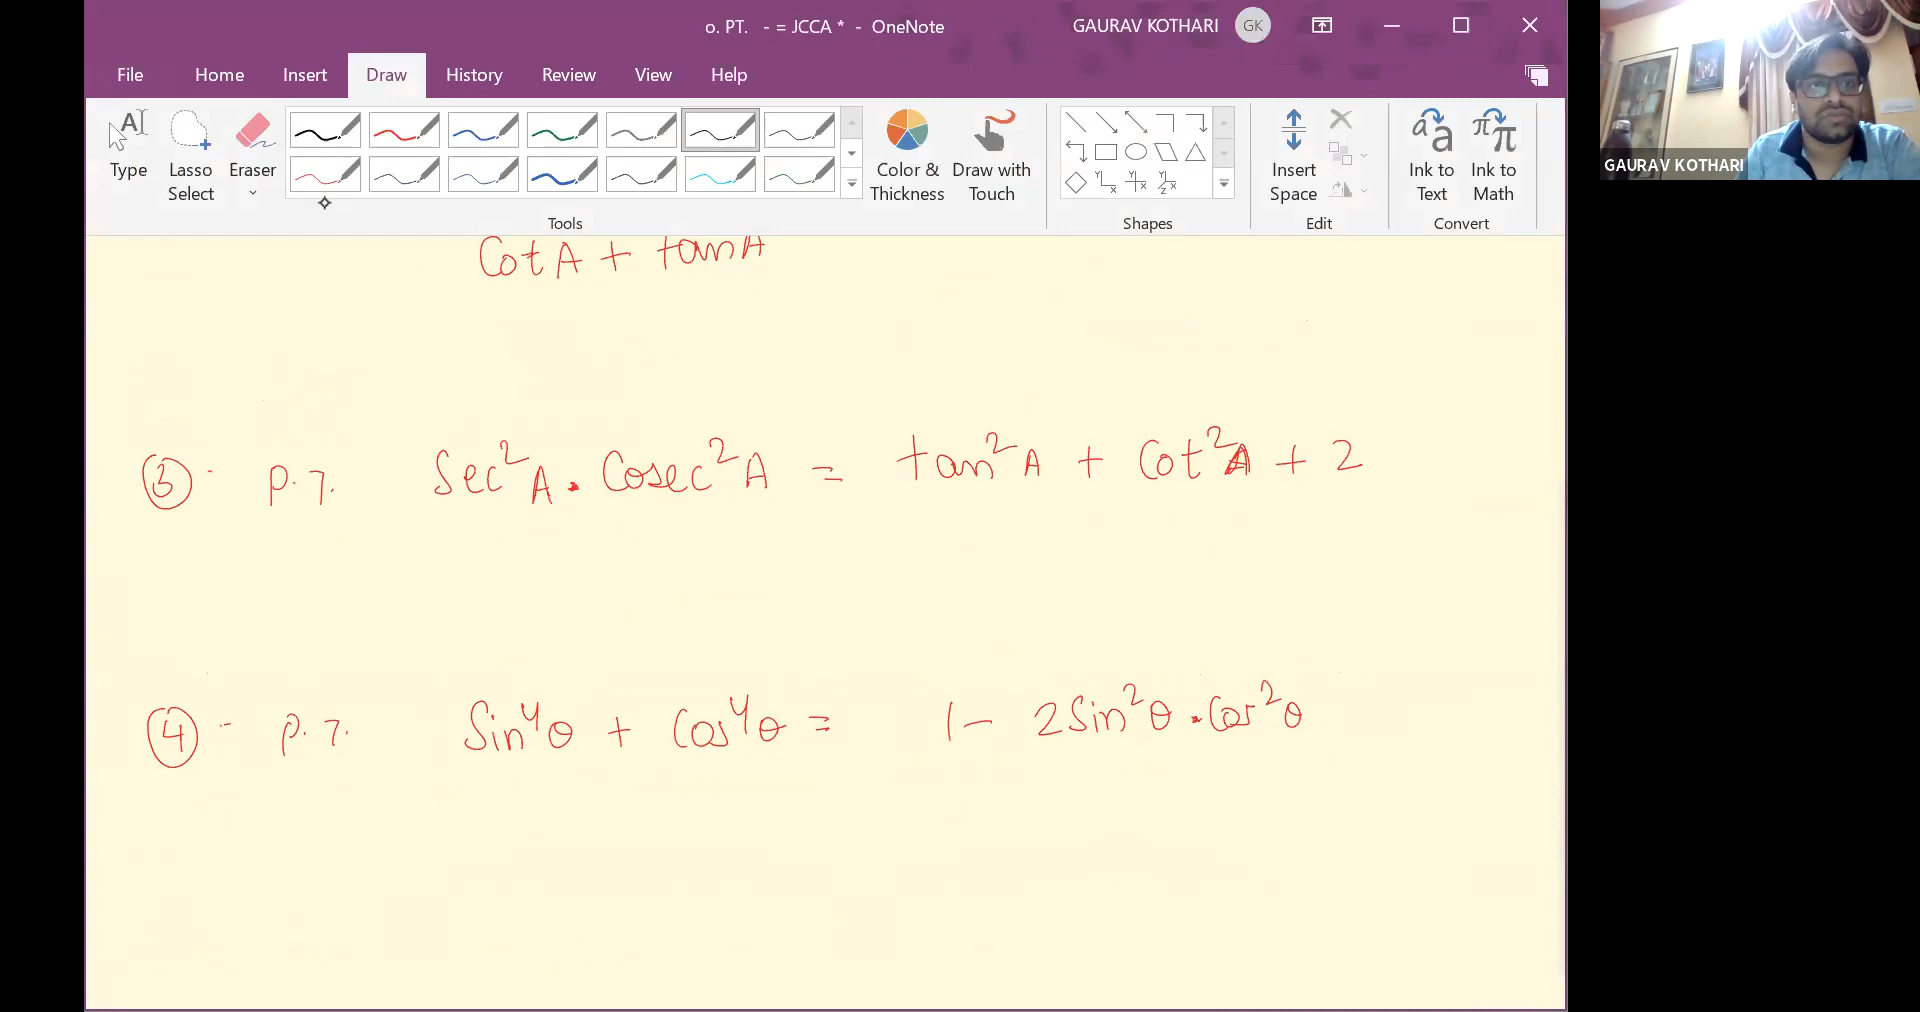 o. PT. - = JCCA * - OneNote
GAURAV KOTHARI GK
File Home Insert Draw History Review View Help
Type
Lasso Select
Eraser
Color & Thickness
Draw with Touch
Insert Space
Ink to Text
Ink to Math
Tools Shapes Edit Convert
GAURAV KOTHARI
Cot A + tan A
③ - P.T. Sec²A . Cosec²A = tan²A + Cot²A + 2
④ - P.T. Sin⁴θ + Cos⁴θ = 1 - 2Sin²θ . Cos²θ